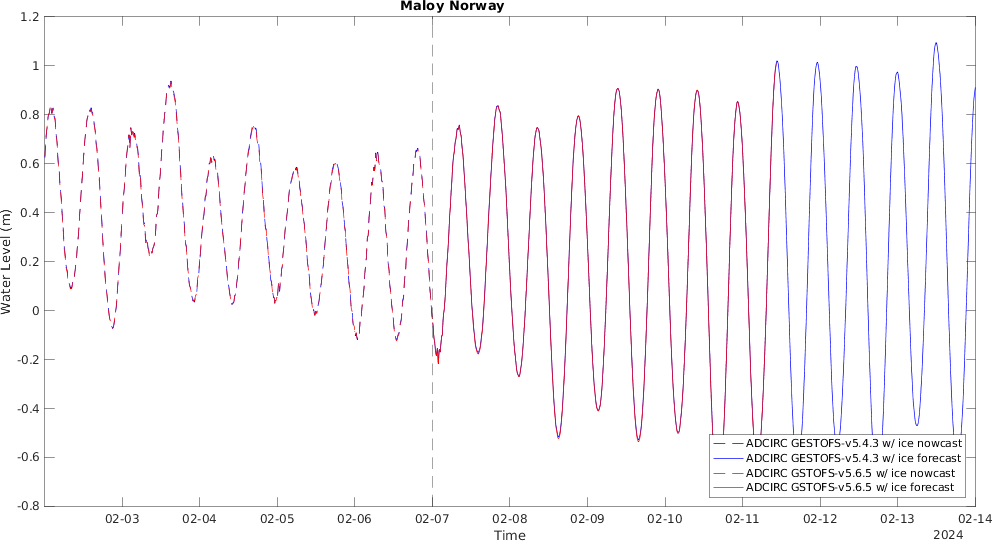 Maloy Norway
1.2
1
0.8
0.6
0.4
0.2
0
-0.2
-0.4
-0.6
-0.8
Water Level (m)
02-03 02-04 02-05 02-06 02-07 02-08 02-09 02-10 02-11 02-12 02-13 02-14
Time
2024
ADCIRC GESTOFS-v5.4.3 w/ ice nowcast
ADCIRC GESTOFS-v5.4.3 w/ ice forecast
ADCIRC GSTOFS-v5.6.5 w/ ice nowcast
ADCIRC GSTOFS-v5.6.5 w/ ice forecast